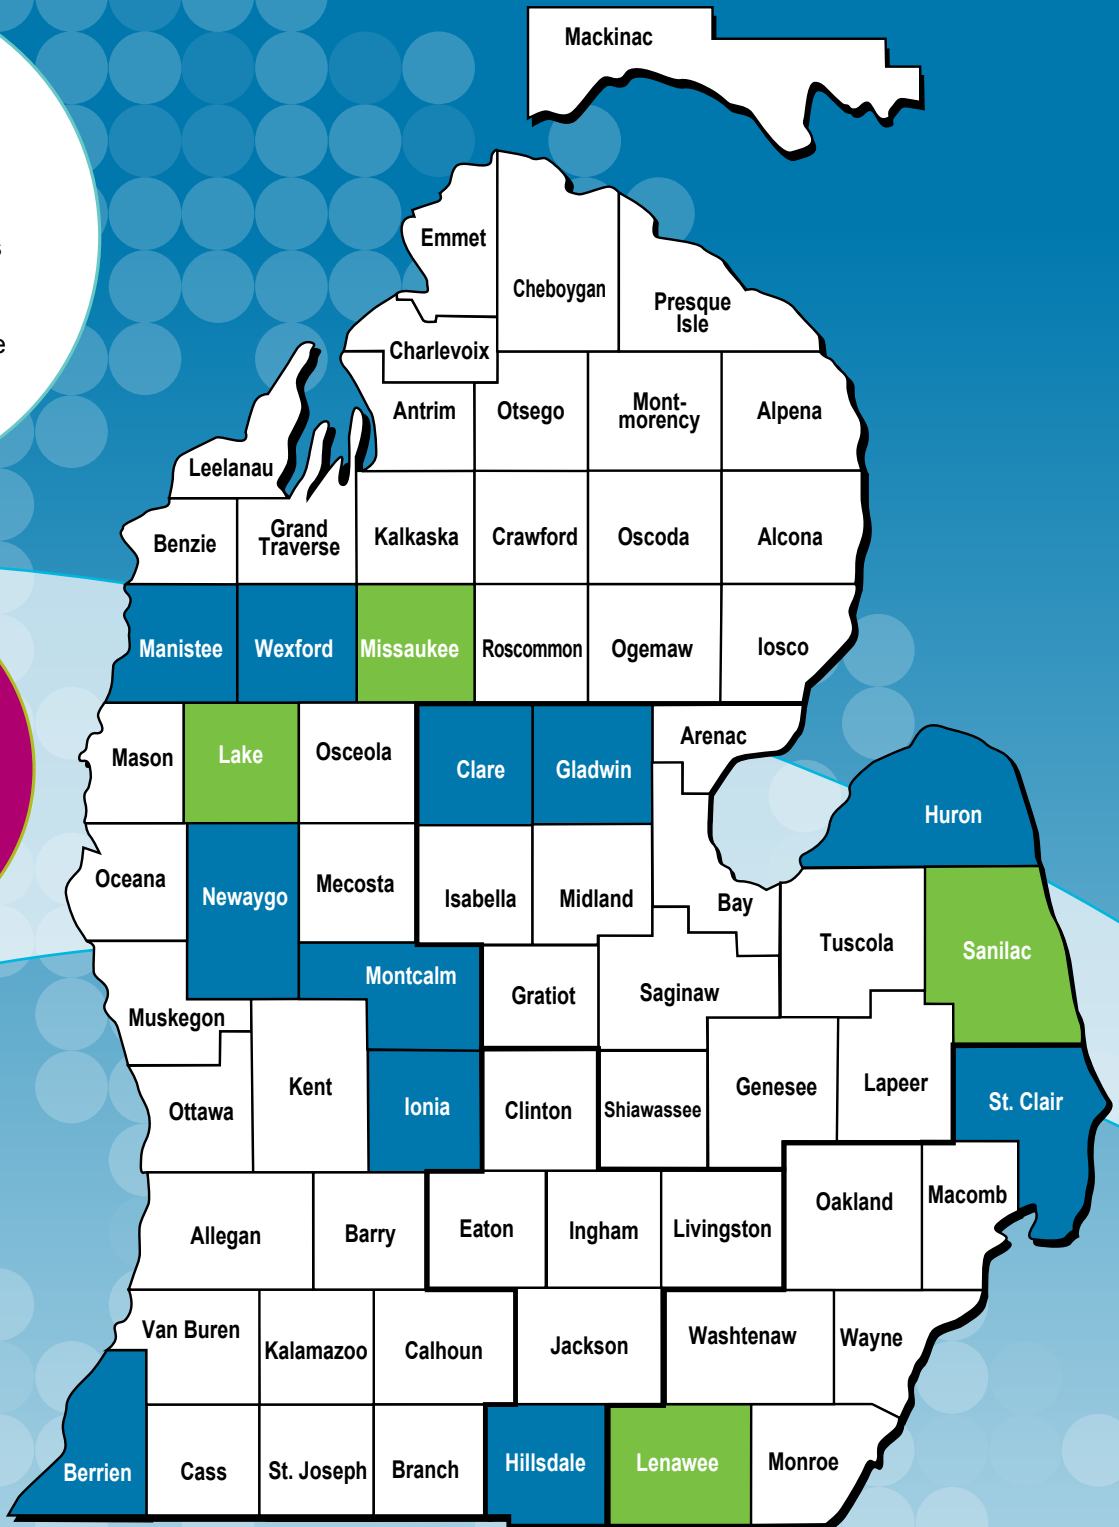 Mackinac
s
Emmet
Cheboygan
Presque
Isle
e
Charlevoix
Antrim
Otsego
Mont-
morency
Alpena
Leelanau
Benzie
Grand
Traverse
Kalkaska
Crawford
Oscoda
Alcona
Manistee
Wexford
Missaukee
Roscommon
Ogemaw
Iosco
Mason
Lake
Osceola
Clare
Gladwin
Arenac
Huron
Oceana
Newaygo
Mecosta
Isabella
Midland
Bay
Tuscola
Sanilac
Montcalm
Gratiot
Saginaw
Muskegon
Kent
Ottawa
Ionia
Clinton
Shiawassee
Genesee
Lapeer
St. Clair
Allegan
Barry
Eaton
Ingham
Livingston
Oakland
Macomb
Van Buren
Kalamazoo
Calhoun
Jackson
Washtenaw
Wayne
Berrien
Cass
St. Joseph
Branch
Hillsdale
Lenawee
Monroe